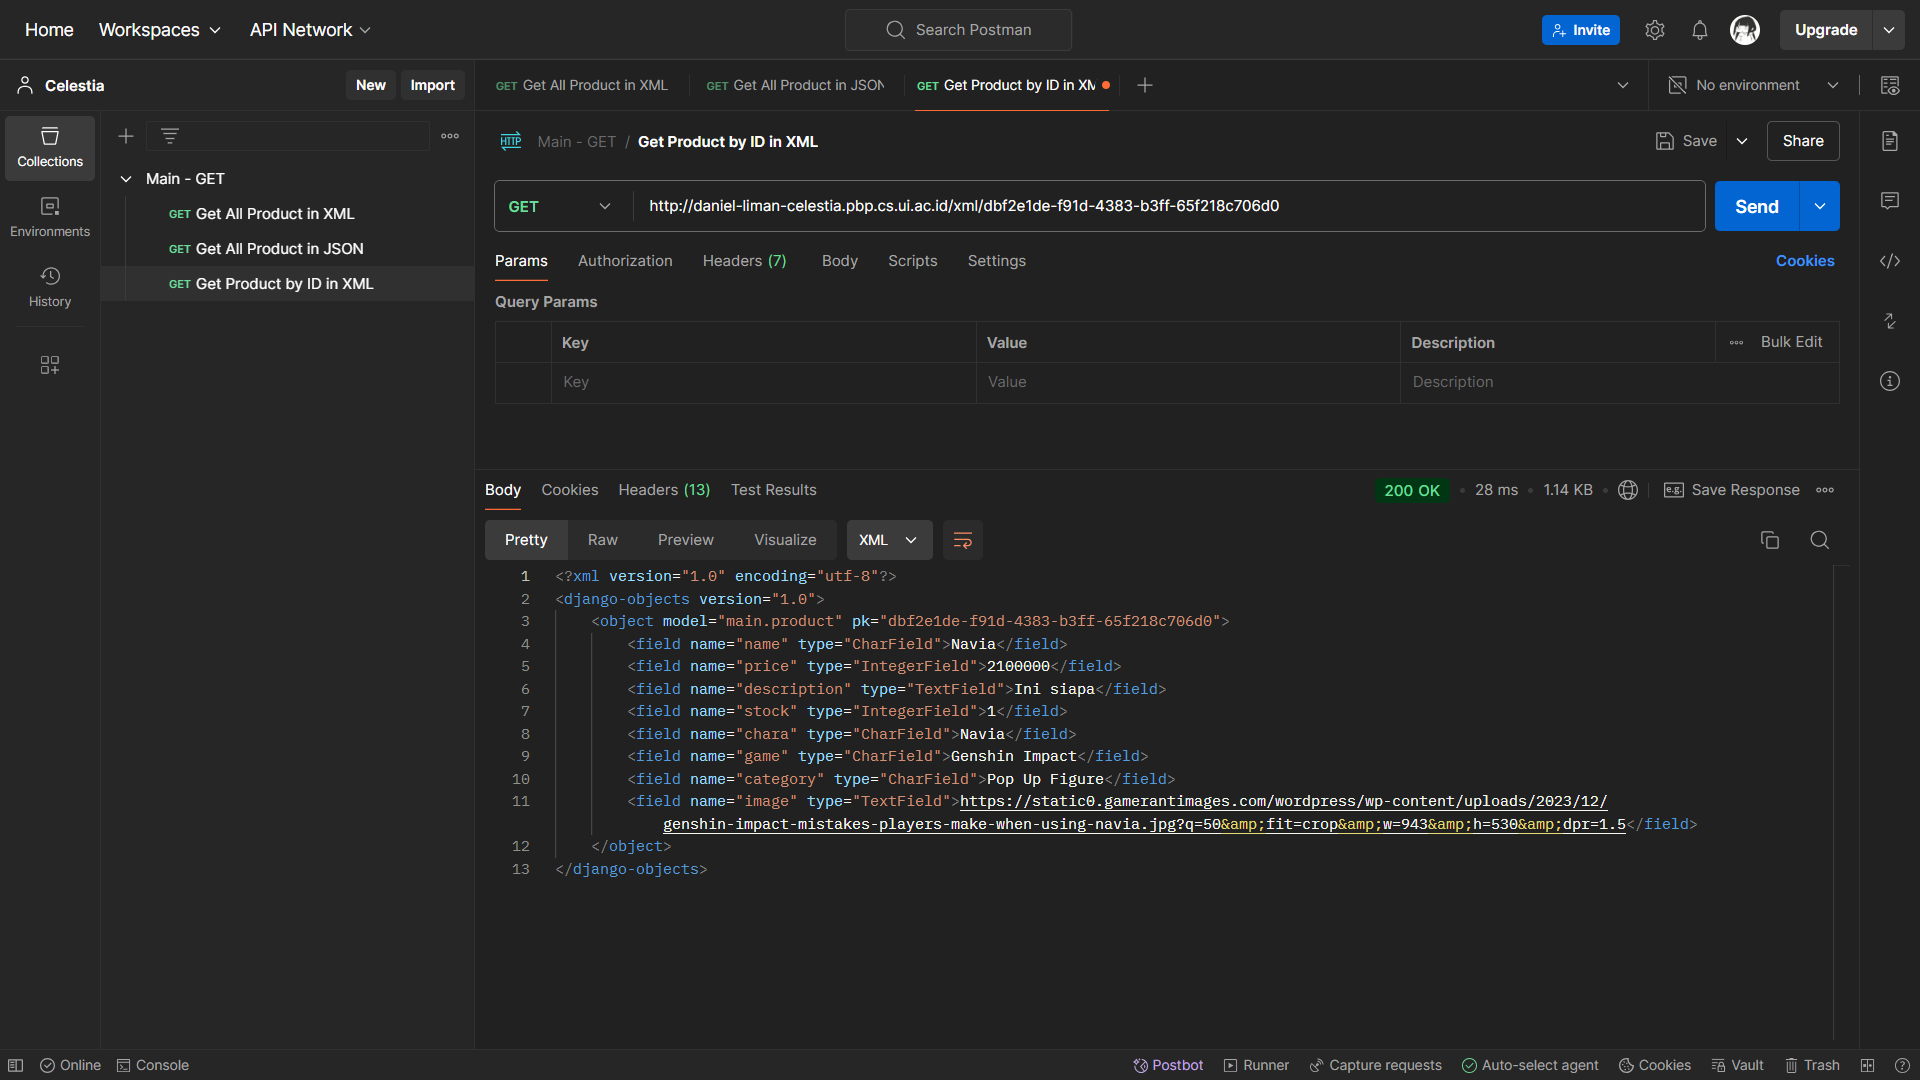 Home Workspaces API Network Search Postman Invite Upgrade
Celestia New Import
GET Get All Product in XML GET Get All Product in JSON GET Get Product by ID in XM No environment
Collections
Environments
History
Main - GET
GET Get All Product in XML
GET Get All Product in JSON
GET Get Product by ID in XML
HTTP Main - GET / Get Product by ID in XML Save Share
GET http://daniel-liman-celestia.pbp.cs.ui.ac.id/xml/dbf2e1de-f91d-4383-b3ff-65f218c706d0 Send
Params Authorization Headers (7) Body Scripts Settings Cookies
Query Params
Key Value Description Bulk Edit
Key Value Description
Body Cookies Headers (13) Test Results 200 OK 28 ms 1.14 KB e.g. Save Response
Pretty Raw Preview Visualize XML
1 <?xml version="1.0" encoding="utf-8"?>
2 <django-objects version="1.0">
3 <object model="main.product" pk="dbf2e1de-f91d-4383-b3ff-65f218c706d0">
4 <field name="name" type="CharField">Navia</field>
5 <field name="price" type="IntegerField">2100000</field>
6 <field name="description" type="TextField">Ini siapa</field>
7 <field name="stock" type="IntegerField">1</field>
8 <field name="chara" type="CharField">Navia</field>
9 <field name="game" type="CharField">Genshin Impact</field>
10 <field name="category" type="CharField">Pop Up Figure</field>
11 <field name="image" type="TextField">https://static0.gamerantimages.com/wordpress/wp-content/uploads/2023/12/
genshin-impact-mistakes-players-make-when-using-navia.jpg?q=50&amp;fit=crop&amp;w=943&amp;h=530&amp;dpr=1.5</field>
12 </object>
13 </django-objects>
Online Console Postbot Runner Capture requests Auto-select agent Cookies Vault Trash